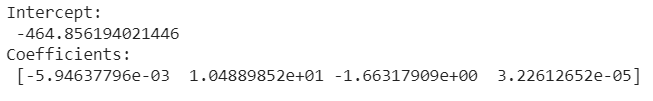 Intercept:
-464.856194021446
Coefficients:
[-5.94637796e-03 1.04889852e+01 -1.66317909e+00 3.22612652e-05]